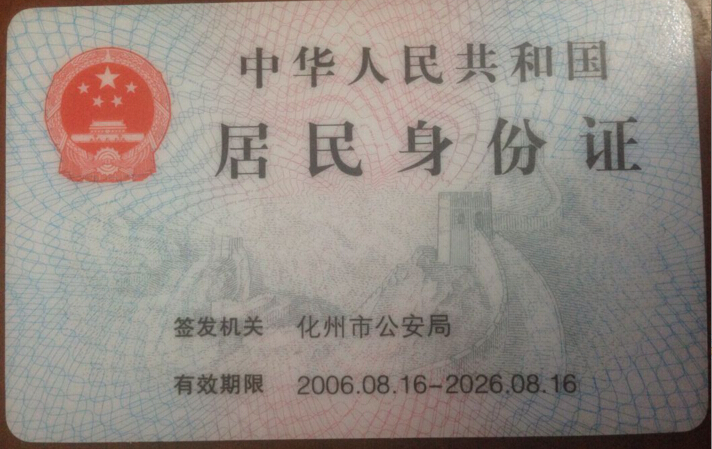 中华人民共和国
居民身份证
签发机关 化州市公安局
有效期限 2006.08.16-2026.08.16